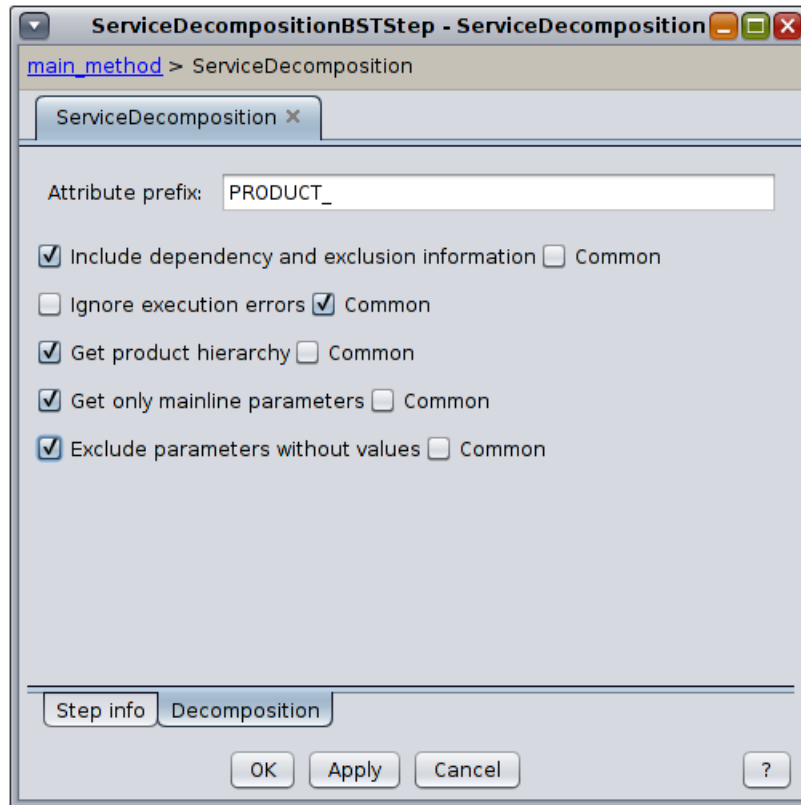 ServiceDecompositionBSTStep - ServiceDecomposition
main_method > ServiceDecomposition
ServiceDecomposition
Attribute prefix: PRODUCT_
Include dependency and exclusion information Common
Ignore execution errors Common
Get product hierarchy Common
Get only mainline parameters Common
Exclude parameters without values Common
Step info Decomposition
OK Apply Cancel ?